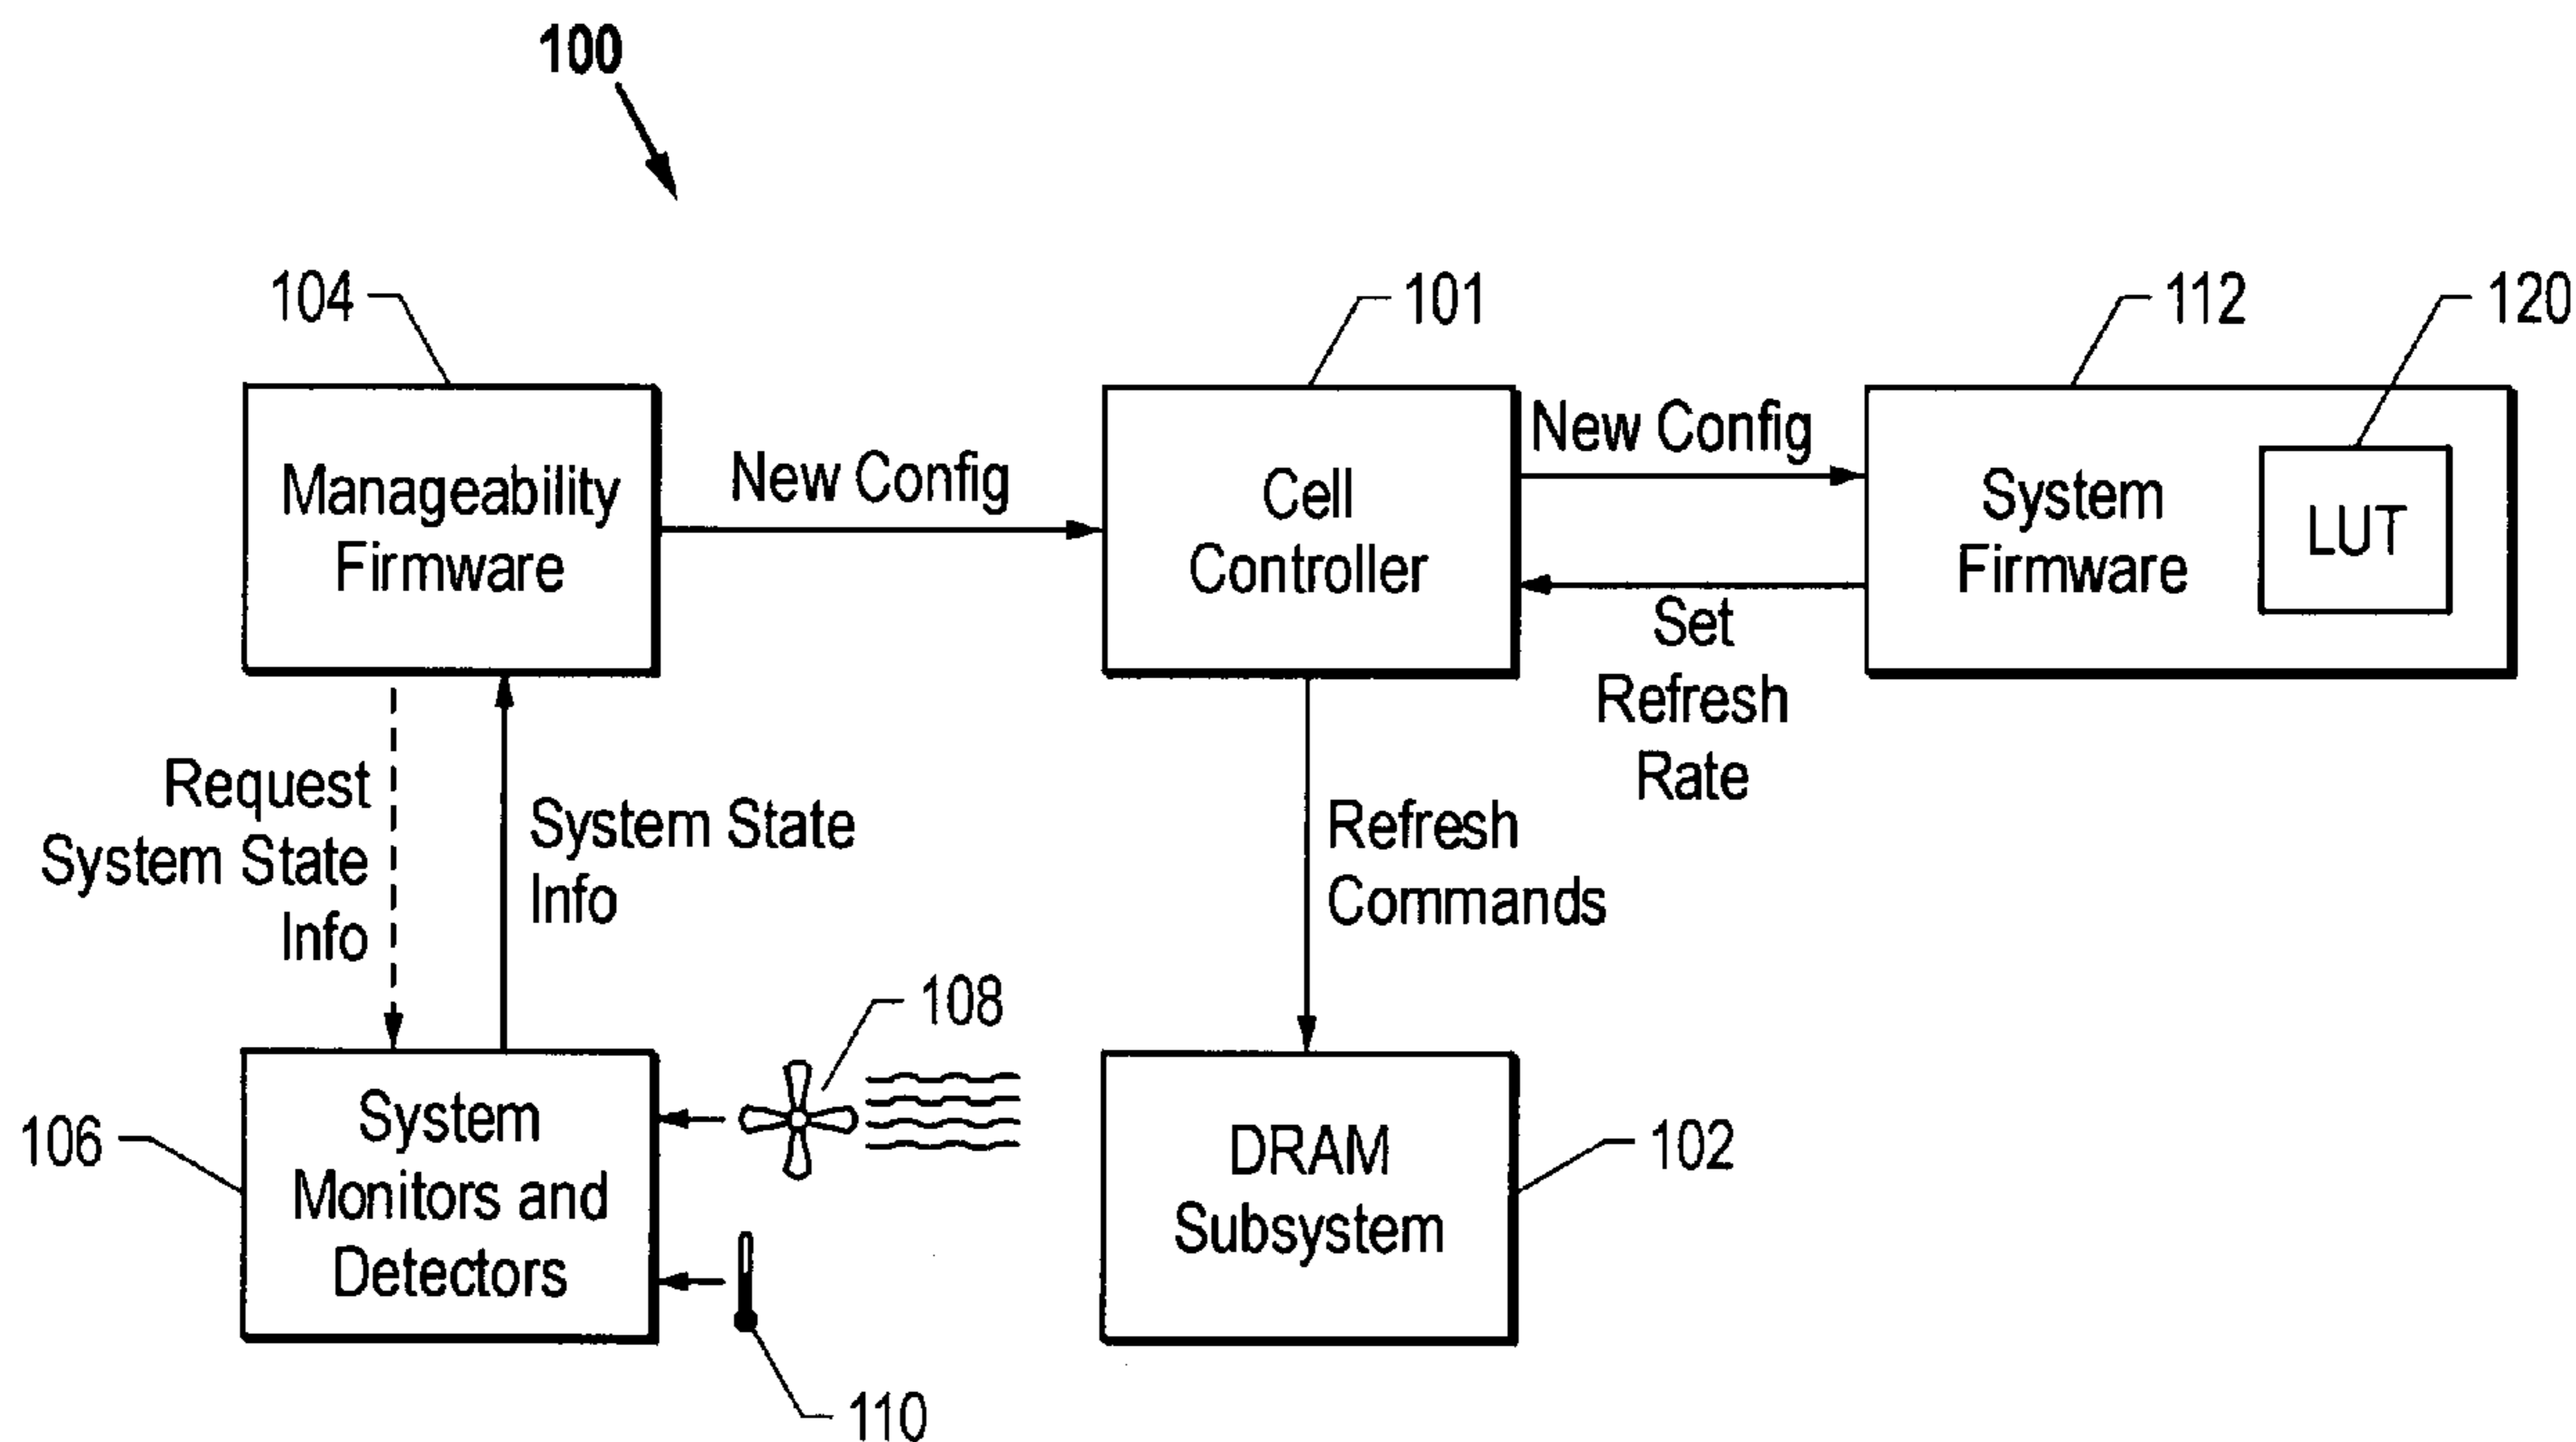 100
104
101
112
120
Manageability
Firmware
New Config
Cell
Controller
New Config
Set
Refresh
Rate
System
Firmware
LUT
Request
System State
Info
System State
Info
Refresh
Commands
108
106
System
Monitors and
Detectors
110
DRAM
Subsystem
102